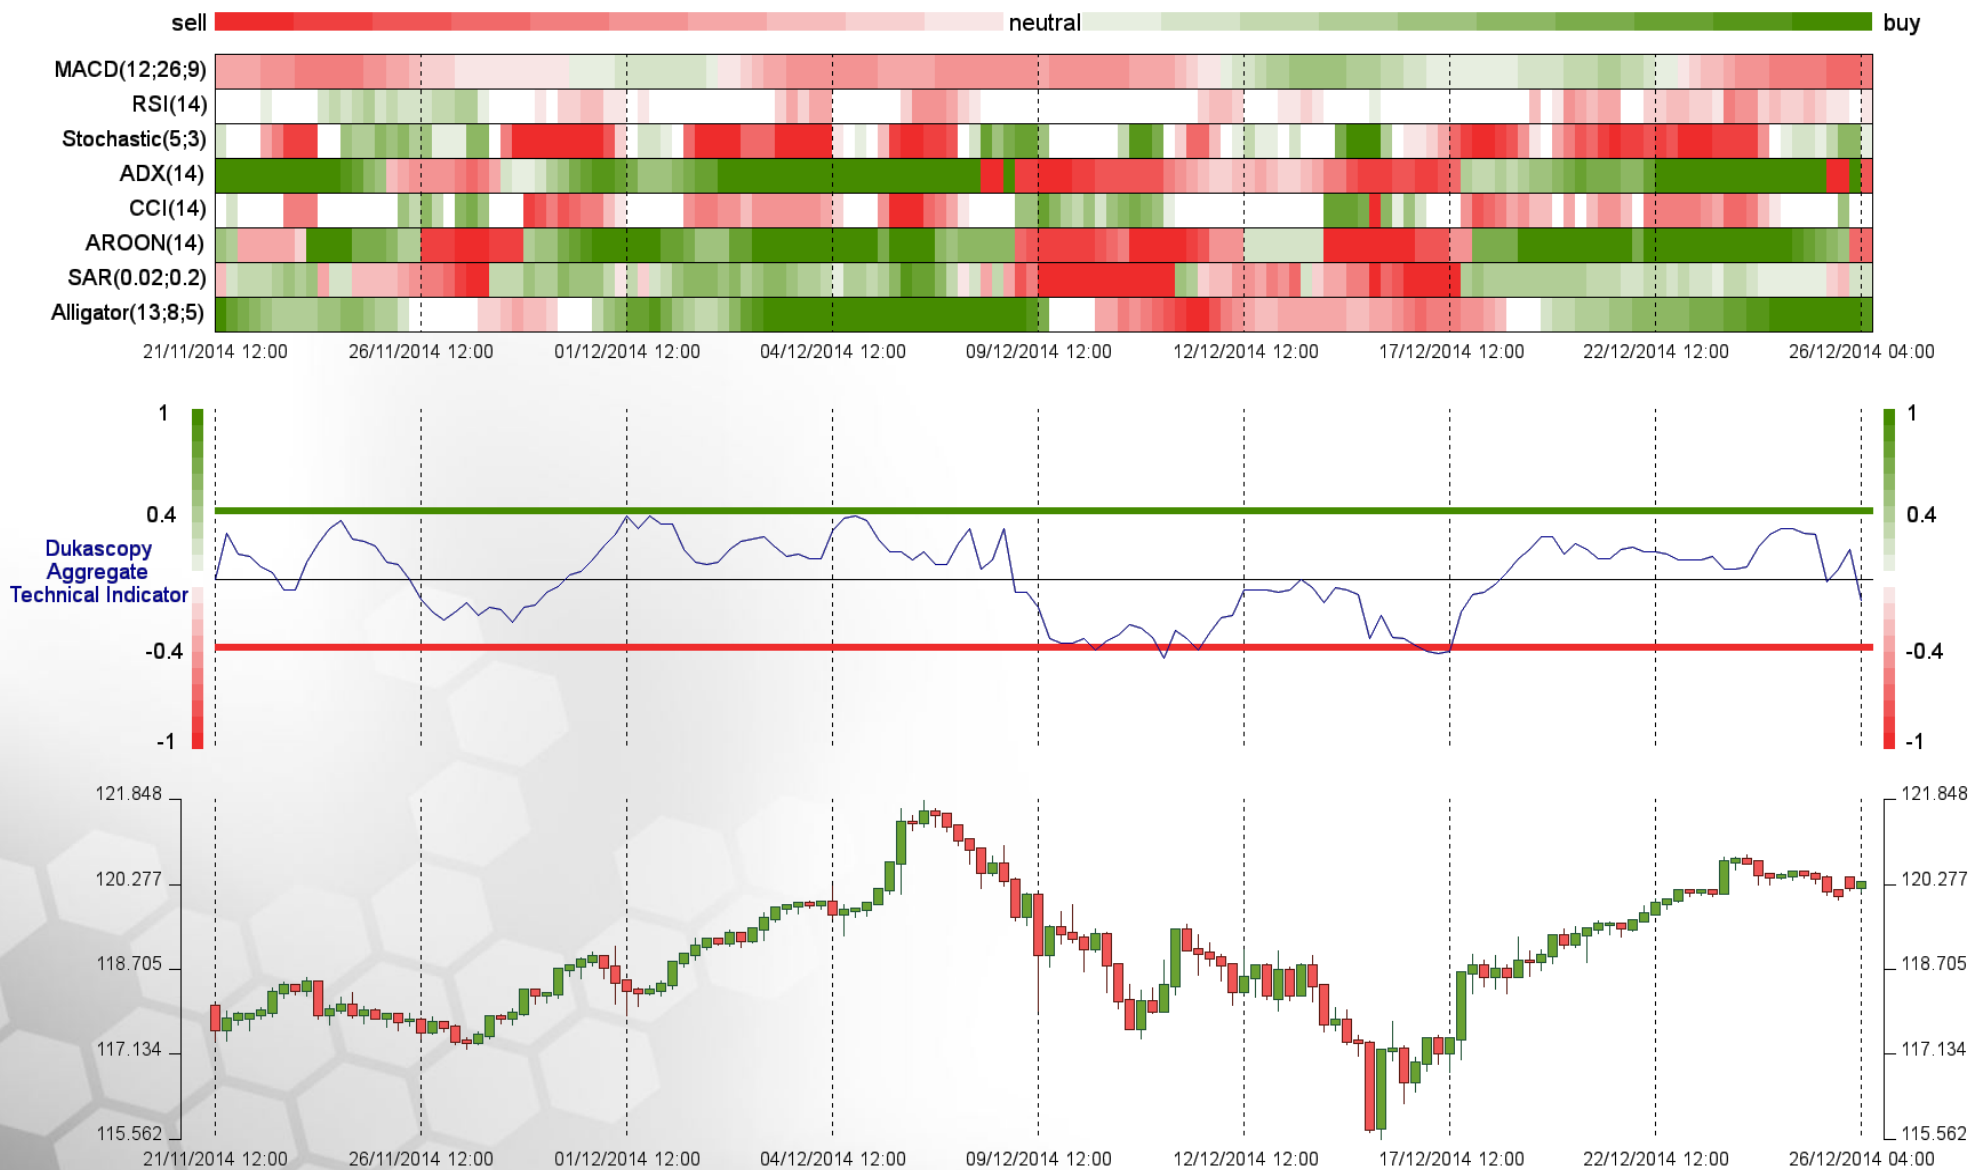 sell neutral buy
MACD(12;26;9)
RSI(14)
Stochastic(5;3)
ADX(14)
CCI(14)
AROON(14)
SAR(0.02;0.2)
Alligator(13;8;5)
21/11/2014 12:00 26/11/2014 12:00 01/12/2014 12:00 04/12/2014 12:00 09/12/2014 12:00 12/12/2014 12:00 17/12/2014 12:00 22/12/2014 12:00 26/12/2014 04:00
1 1
0.4 0.4
Dukascopy
Aggregate
Technical Indicator
-0.4 -0.4
-1 -1
121.848 121.848
120.277 120.277
118.705 118.705
117.134 117.134
115.562 115.562
21/11/2014 12:00 26/11/2014 12:00 01/12/2014 12:00 04/12/2014 12:00 09/12/2014 12:00 12/12/2014 12:00 17/12/2014 12:00 22/12/2014 12:00 26/12/2014 04:00